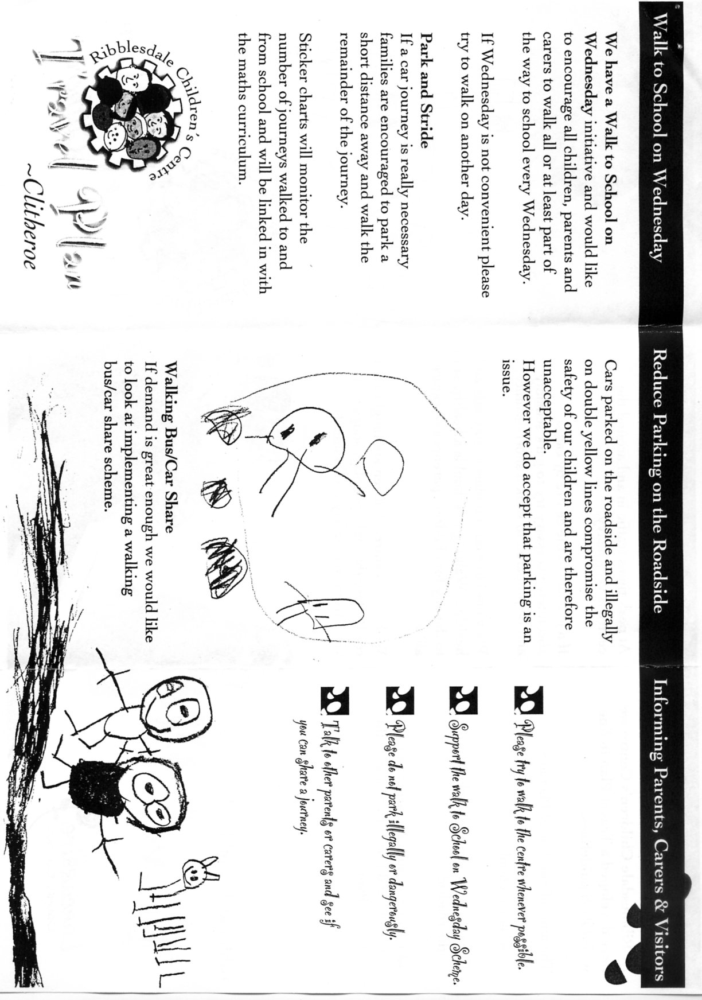 Walk to School on Wednesday
We have a Walk to School on
Wednesday initiative and would like
to encourage all children, parents and
carers to walk all or at least part of
the way to school every Wednesday.
If Wednesday is not convenient please
try to walk on another day.
Park and Stride
If a car journey is really necessary
families are encouraged to park a
short distance away and walk the
remainder of the journey.
Sticker charts will monitor the
number of journeys walked to and
from school and will be linked in with
the maths curriculum.
Ribblesdale Children's Centre
Travel Plan
~Clitheroe
Reduce Parking on the Roadside
Cars parked on the roadside and illegally
on double yellow lines compromise the
safety of our children and are therefore
unacceptable.
However we do accept that parking is an
issue.
Walking Bus/Car Share
If demand is great enough we would like
to look at implementing a walking
bus/car share scheme.
Informing Parents, Carers & Visitors
Please try to walk to the centre whenever possible.
Support the walk to School on Wednesday Scheme.
Please do not park illegally or dangerously.
Talk to other parents or carers and see if
you can share a journey.